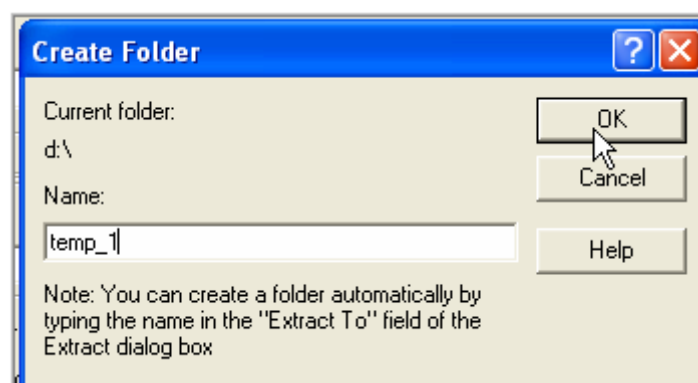 Create Folder
?
Current folder:
OK
d:\
Cancel
Name:
temp_1
Help
Note: You can create a folder automatically by
typing the name in the "Extract To" field of the
Extract dialog box